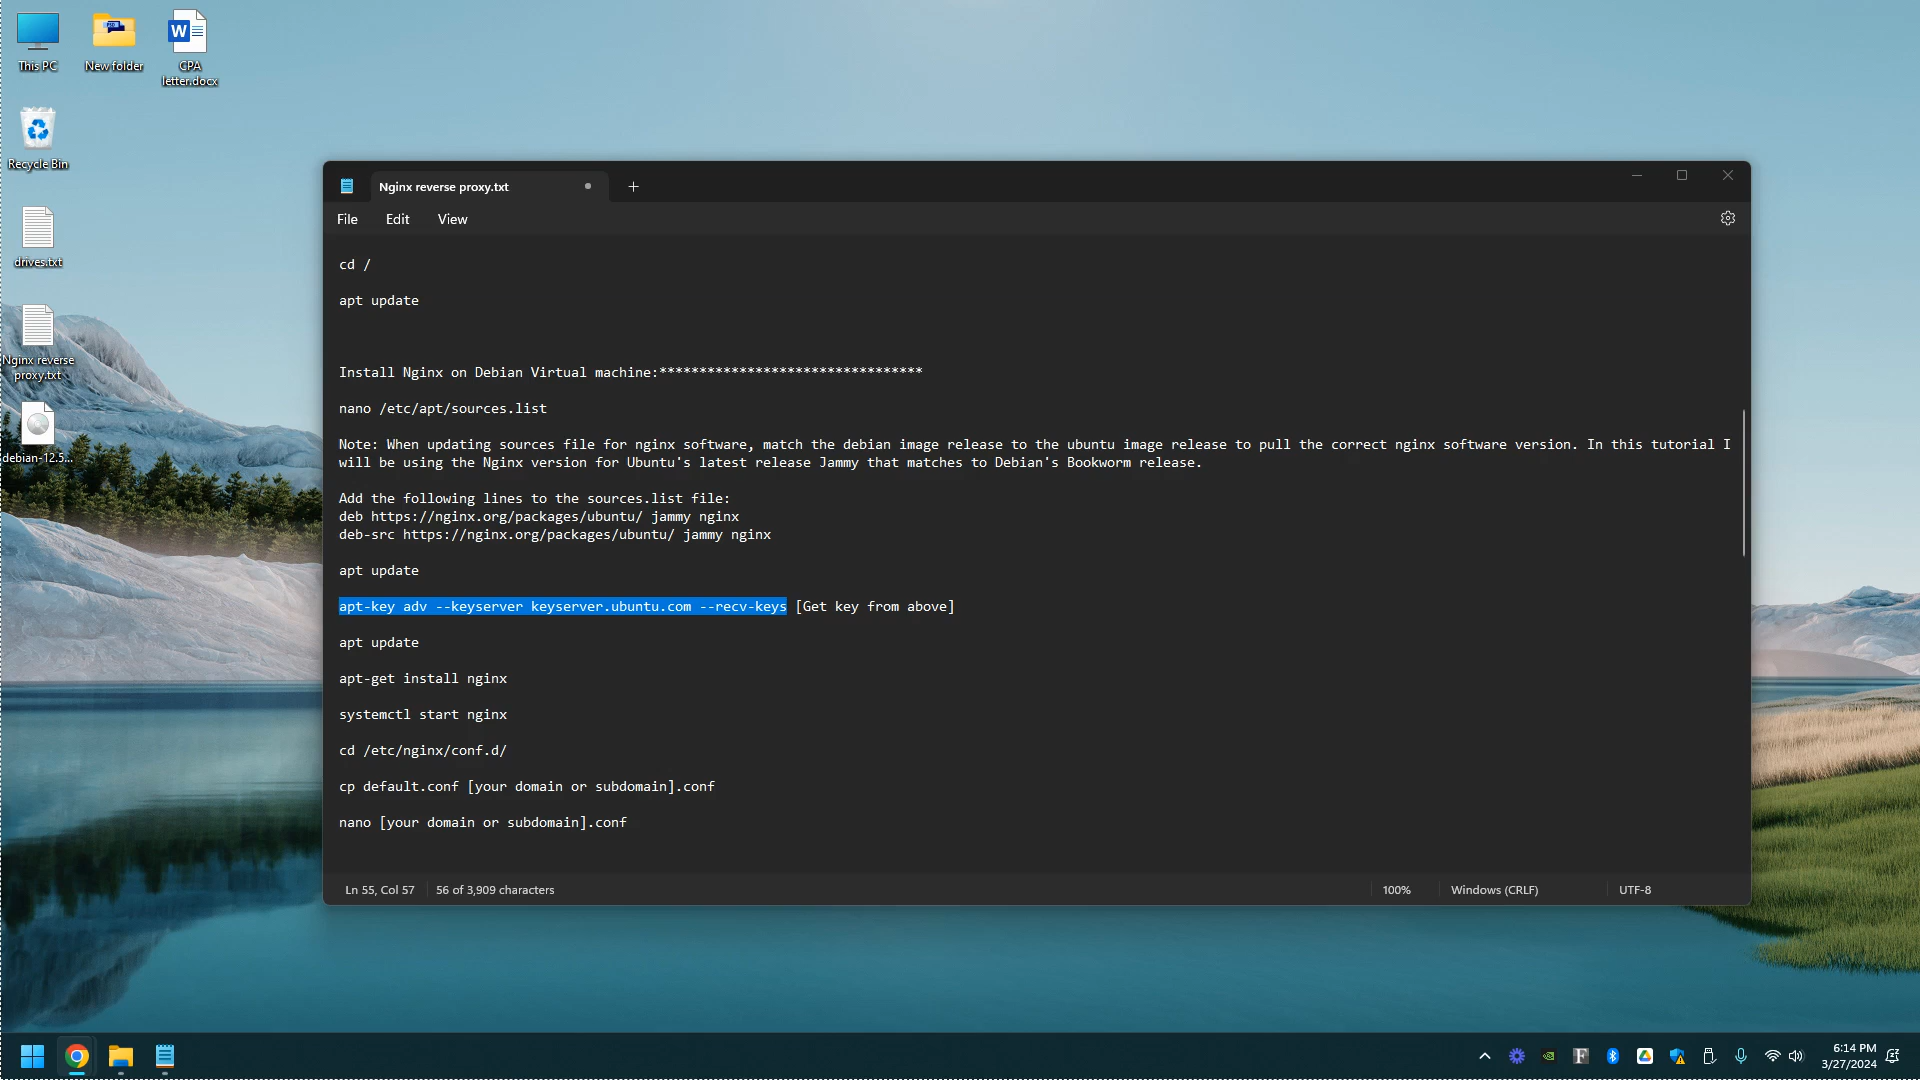 This PC
New folder
CPA
letter.docx
Recycle Bin
drives.txt
Nginx reverse
proxy.txt
debian-12.5...
Nginx reverse proxy.txt
File Edit View
cd /
apt update
Install Nginx on Debian Virtual machine:*********************************
nano /etc/apt/sources.list
Note: When updating sources file for nginx software, match the debian image release to the ubuntu image release to pull the correct nginx software version. In this tutorial I
will be using the Nginx version for Ubuntu's latest release Jammy that matches to Debian's Bookworm release.
Add the following lines to the sources.list file:
deb https://nginx.org/packages/ubuntu/ jammy nginx
deb-src https://nginx.org/packages/ubuntu/ jammy nginx
apt update
apt-key adv --keyserver keyserver.ubuntu.com --recv-keys [Get key from above]
apt update
apt-get install nginx
systemctl start nginx
cd /etc/nginx/conf.d/
cp default.conf [your domain or subdomain].conf
nano [your domain or subdomain].conf
Ln 55, Col 57 56 of 3,909 characters 100% Windows (CRLF) UTF-8
6:14 PM
3/27/2024